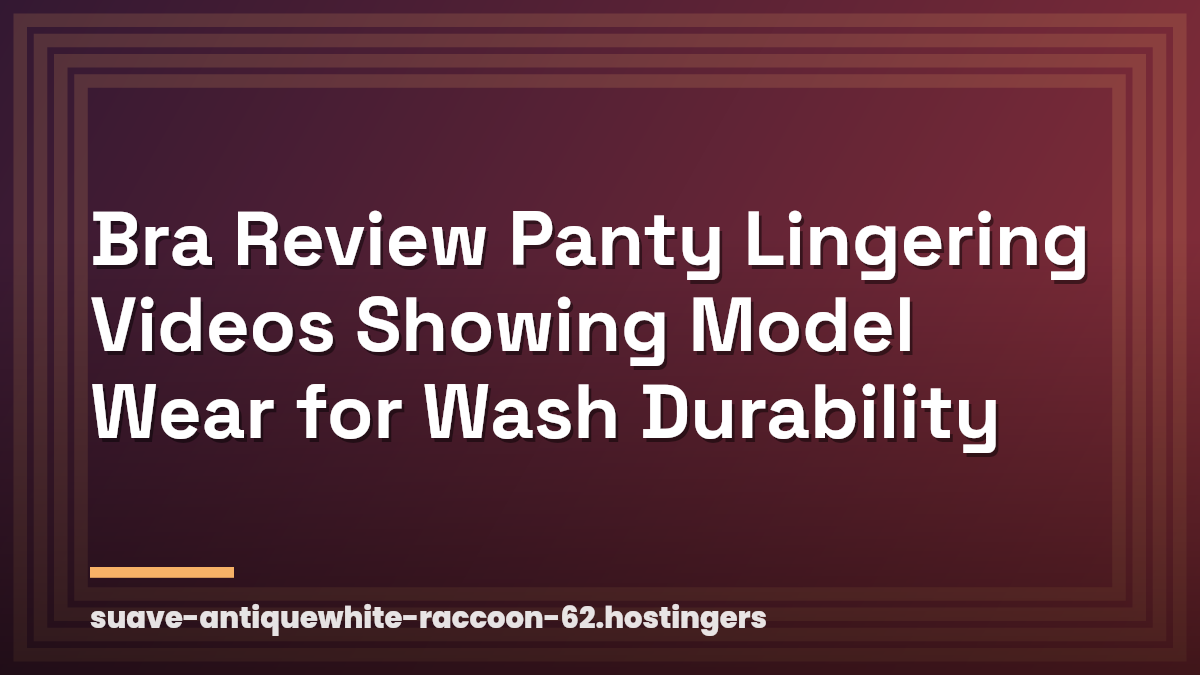 Bra Review Panty Lingering
Videos Showing Model
Wear for Wash Durability
suave-antiquewhite-raccoon-62.hostingers